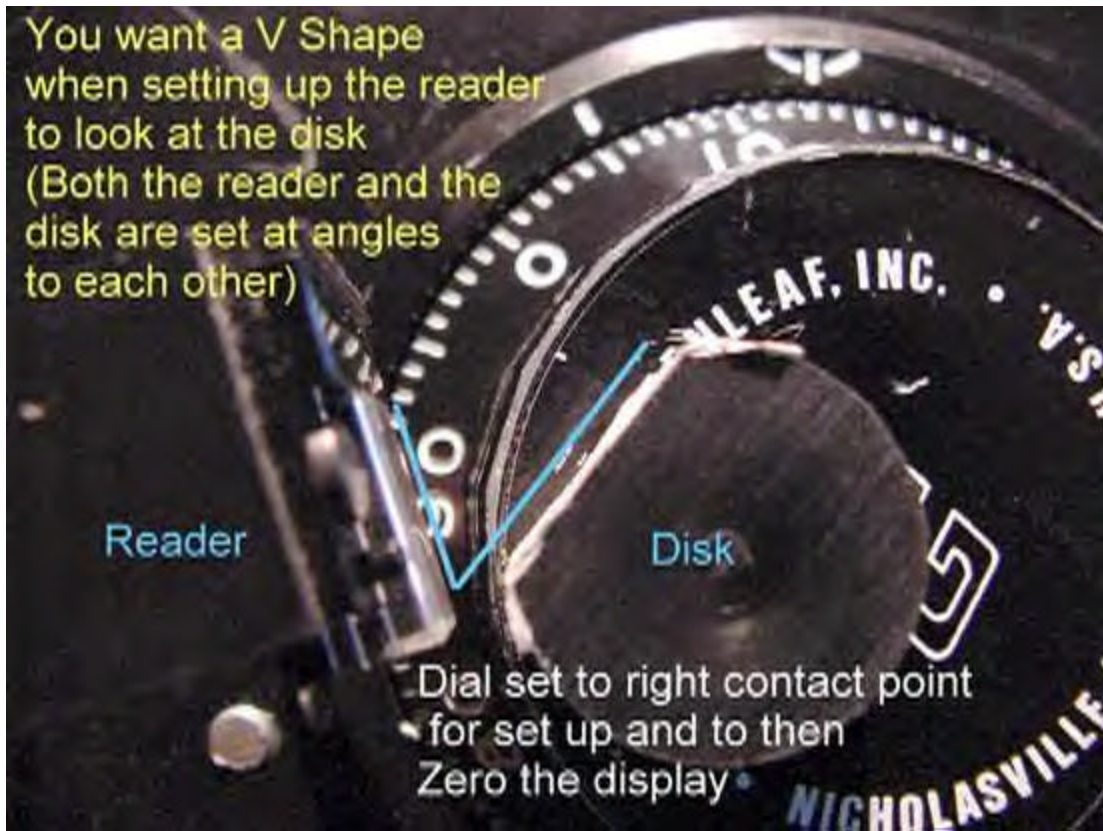 You want a V Shape
when setting up the reader
to look at the disk
(Both the reader and the
disk are set at angles
to each other)
10
0
NLEAF, INC. •
S.A.
Reader
Disk
G
Dial set to right contact point
for set up and to then
Zero the display
NICHOLASVILLE